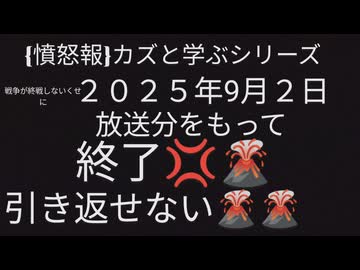 {憤怒報}カズと学ぶシリーズ
戦争が終戦しないくせに
２０２５年9月２日
放送分をもって
終了💢🌋
引き返せない🌋🌋